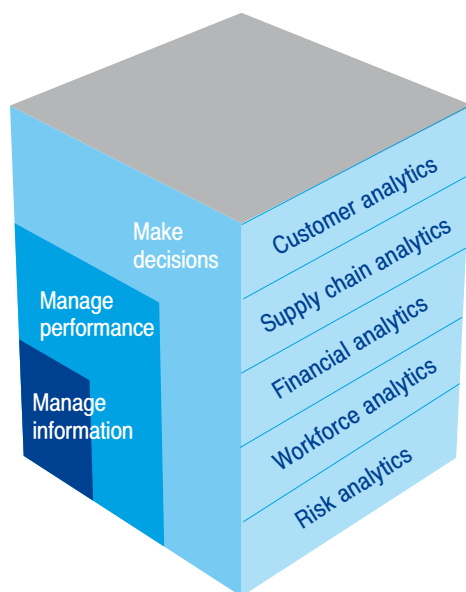 Make
decisions
Manage
performance
Manage
information
Customer analytics
Supply chain analytics
Financial analytics
Workforce analytics
Risk analytics